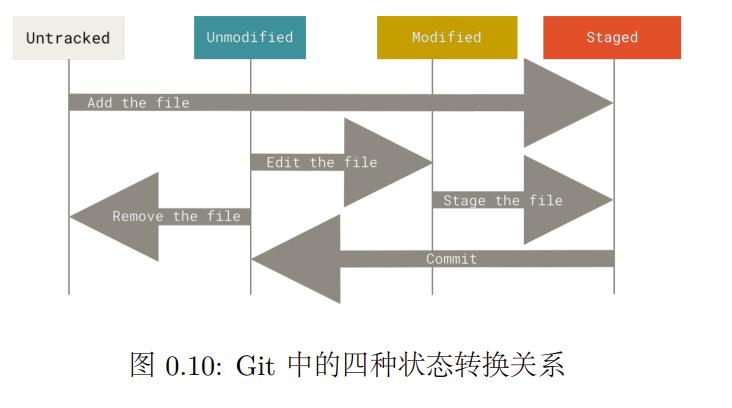 Untracked Unmodified Modified Staged
Add the file
Edit the file
Stage the file
Remove the file
Commit
图 0.10: Git 中的四种状态转换关系